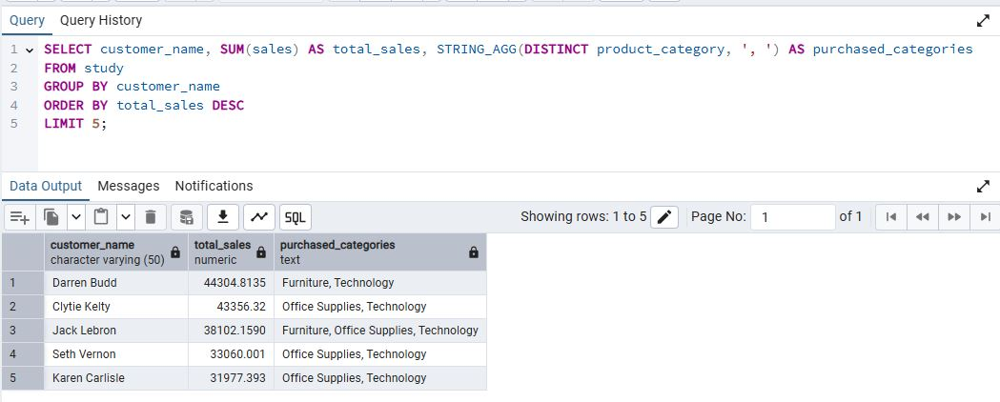 Query Query History
1 SELECT customer_name, SUM(sales) AS total_sales, STRING_AGG(DISTINCT product_category, ', ') AS purchased_categories
2 FROM study
3 GROUP BY customer_name
4 ORDER BY total_sales DESC
5 LIMIT 5;
Data Output Messages Notifications
SQL Showing rows: 1 to 5 Page No: 1 of 1
customer_name total_sales purchased_categories
character varying (50) numeric text
1 Darren Budd 44304.8135 Furniture, Technology
2 Clytie Kelty 43356.32 Office Supplies, Technology
3 Jack Lebron 38102.1590 Furniture, Office Supplies, Technology
4 Seth Vernon 33060.001 Office Supplies, Technology
5 Karen Carlisle 31977.393 Office Supplies, Technology